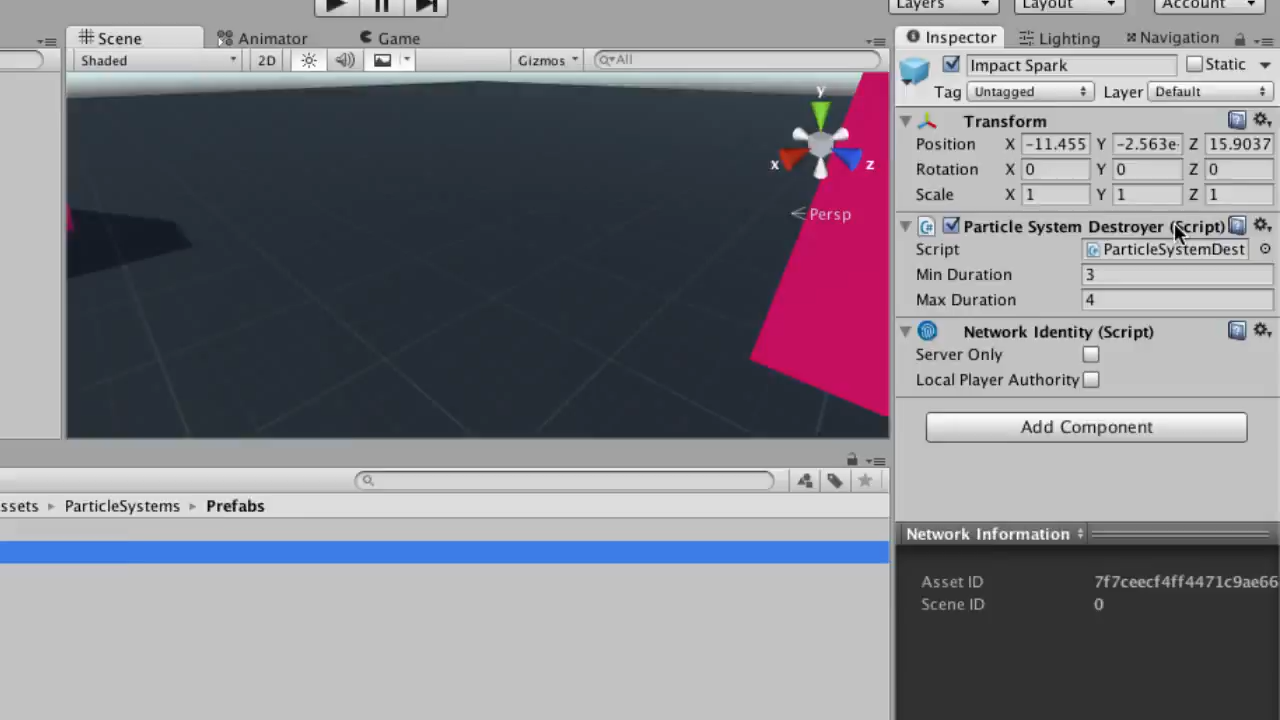 Layers Layout Account
Scene Animator Game Inspector Lighting Navigation
Shaded 2D Gizmos All
Impact Spark Static
Tag Untagged Layer Default
Transform
Position X -11.455 Y -2.563e- Z 15.9037
Rotation X 0 Y 0 Z 0
Scale X 1 Y 1 Z 1
Particle System Destroyer (Script)
Script ParticleSystemDest
Min Duration 3
Max Duration 4
Network Identity (Script)
Server Only
Local Player Authority
Add Component
y
x z
Persp
ssets ParticleSystems Prefabs
Network Information
Asset ID 7f7ceecf4ff4471c9ae66
Scene ID 0